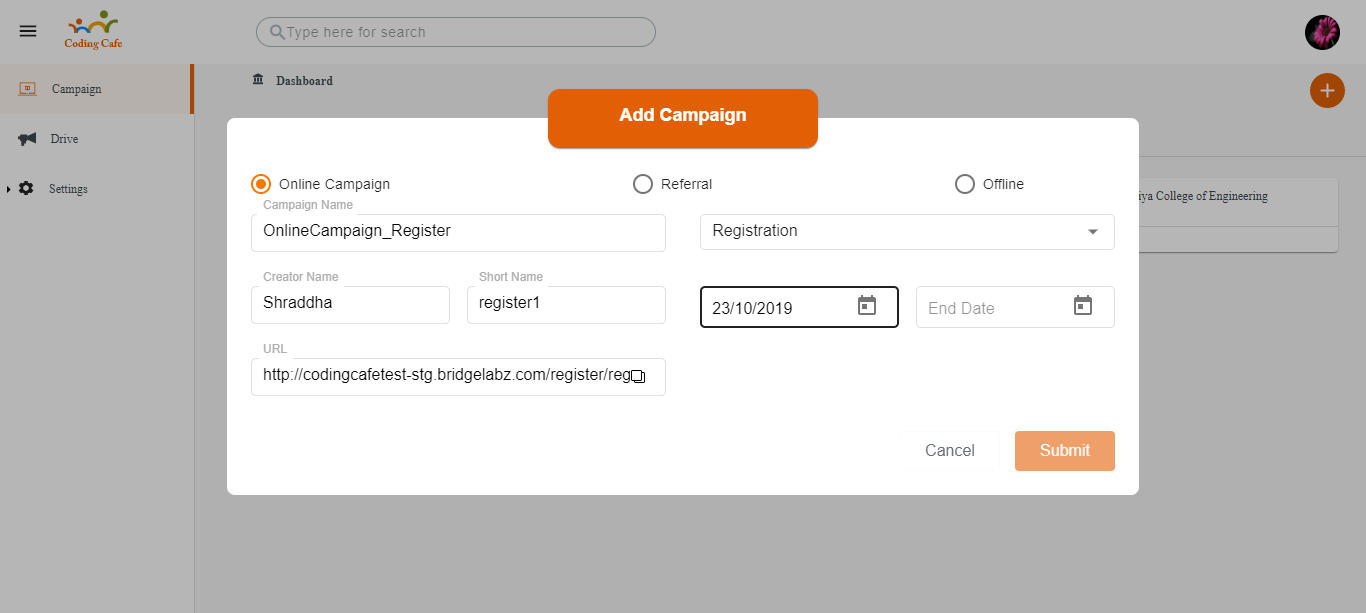 Coding Cafe
Type here for search
Campaign
Dashboard
Add Campaign
Drive
Settings
Online Campaign
Referral
Offline
Campaign Name
OnlineCampaign_Register
Registration
Creator Name
Short Name
Shraddha
register1
23/10/2019
End Date
URL
http://codingcafetest-stg.bridgelabz.com/register/reg
Cancel
Submit
College of Engineering